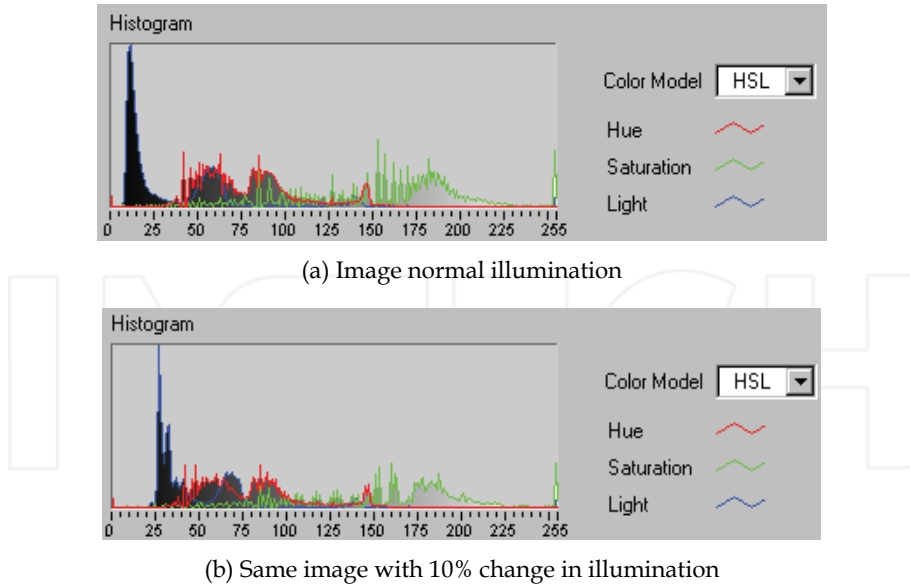 Histogram
Color Model HSL
Hue
Saturation
Light
0 25 50 75 100 125 150 175 200 225 255
(a) Image normal illumination
Histogram
Color Model HSL
Hue
Saturation
Light
0 25 50 75 100 125 150 175 200 225 255
(b) Same image with 10% change in illumination